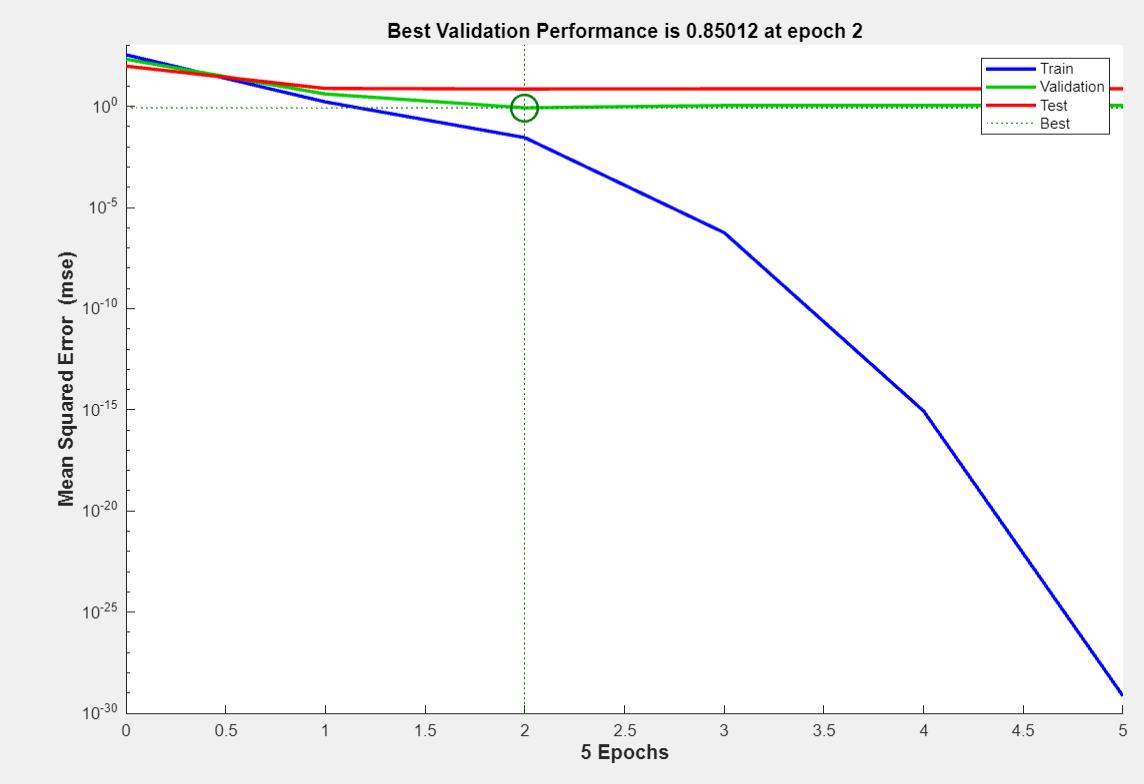 Best Validation Performance is 0.85012 at epoch 2
Train
Validation
Test
Best
Mean Squared Error (mse)
10^0
10^-5
10^-10
10^-15
10^-20
10^-25
10^-30
0 0.5 1 1.5 2 2.5 3 3.5 4 4.5 5
5 Epochs